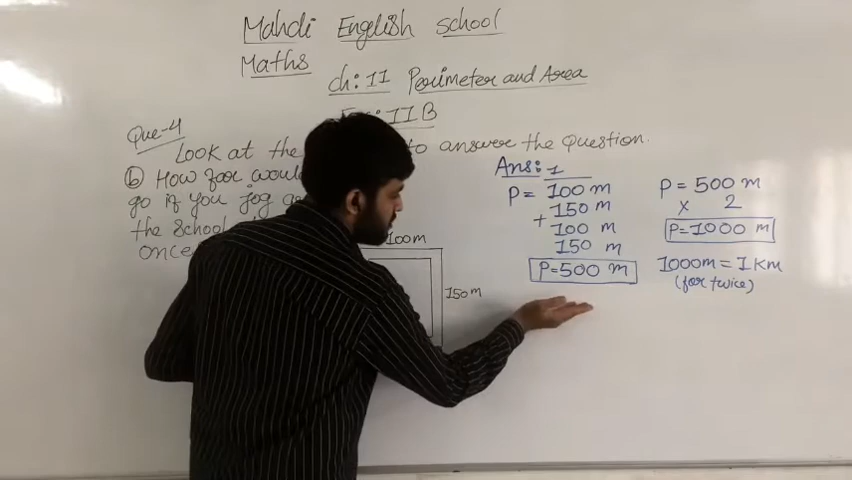 Mahdi English School
Maths
ch: 11 Perimeter and Area
Ex: 11 B
Que-4
Look at the to answer the Question.
ⓑ How far would
go if you jog
the school
once
100m
150 m
Ans: 1
P = 100 m
+ 150 m
100 m
150 m
P = 500 m
P = 500 m
x 2
P = 1000 m
1000m = 1 Km
(for twice)